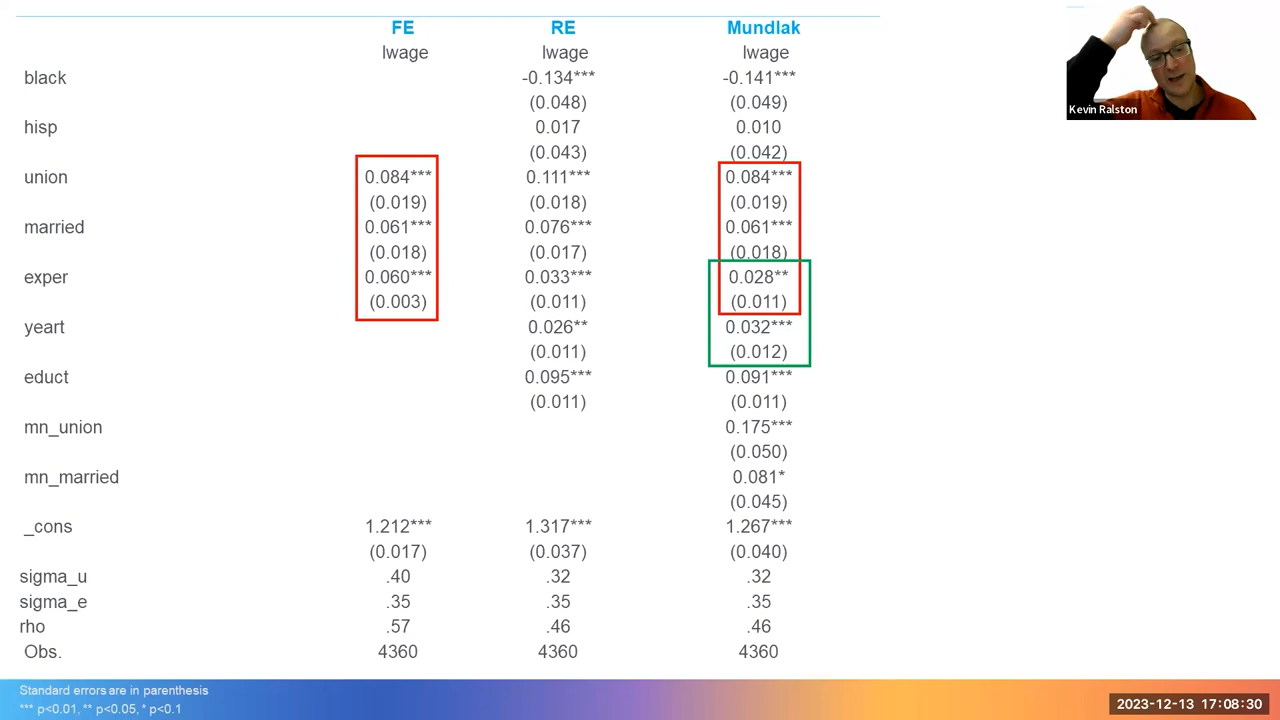 FE RE Mundlak
lwage lwage lwage
black -0.134*** -0.141***
(0.048) (0.049)
hisp 0.017 0.010
(0.043) (0.042)
union 0.084*** 0.111*** 0.084***
(0.019) (0.018) (0.019)
married 0.061*** 0.076*** 0.061***
(0.018) (0.017) (0.018)
exper 0.060*** 0.033*** 0.028**
(0.003) (0.011) (0.011)
yeart 0.026** 0.032***
(0.011) (0.012)
educt 0.095*** 0.091***
(0.011) (0.011)
mn_union 0.175***
(0.050)
mn_married 0.081*
(0.045)
_cons 1.212*** 1.317*** 1.267***
(0.017) (0.037) (0.040)
sigma_u .40 .32 .32
sigma_e .35 .35 .35
rho .57 .46 .46
Obs. 4360 4360 4360
Standard errors are in parenthesis
*** p<0.01, ** p<0.05, * p<0.1
Kevin Ralston
2023-12-13 17:08:30